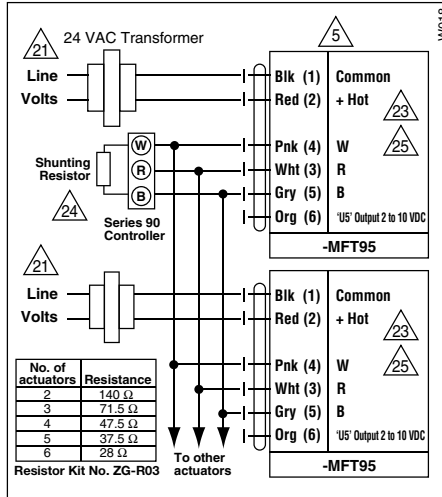 W018
21
24 VAC Transformer
Line
Volts
5
Blk (1) Common
Red (2) + Hot
23
25
Pnk (4) W
Wht (3) R
Gry (5) B
Org (6) 'U5' Output 2 to 10 VDC
-MFT95
W
R
B
Shunting
Resistor
24
Series 90
Controller
21
Line
Volts
Blk (1) Common
Red (2) + Hot
23
25
Pnk (4) W
Wht (3) R
Gry (5) B
Org (6) 'U5' Output 2 to 10 VDC
-MFT95
No. of actuators Resistance
2 140 Ω
3 71.5 Ω
4 47.5 Ω
5 37.5 Ω
6 28 Ω
Resistor Kit No. ZG-R03
To other
actuators